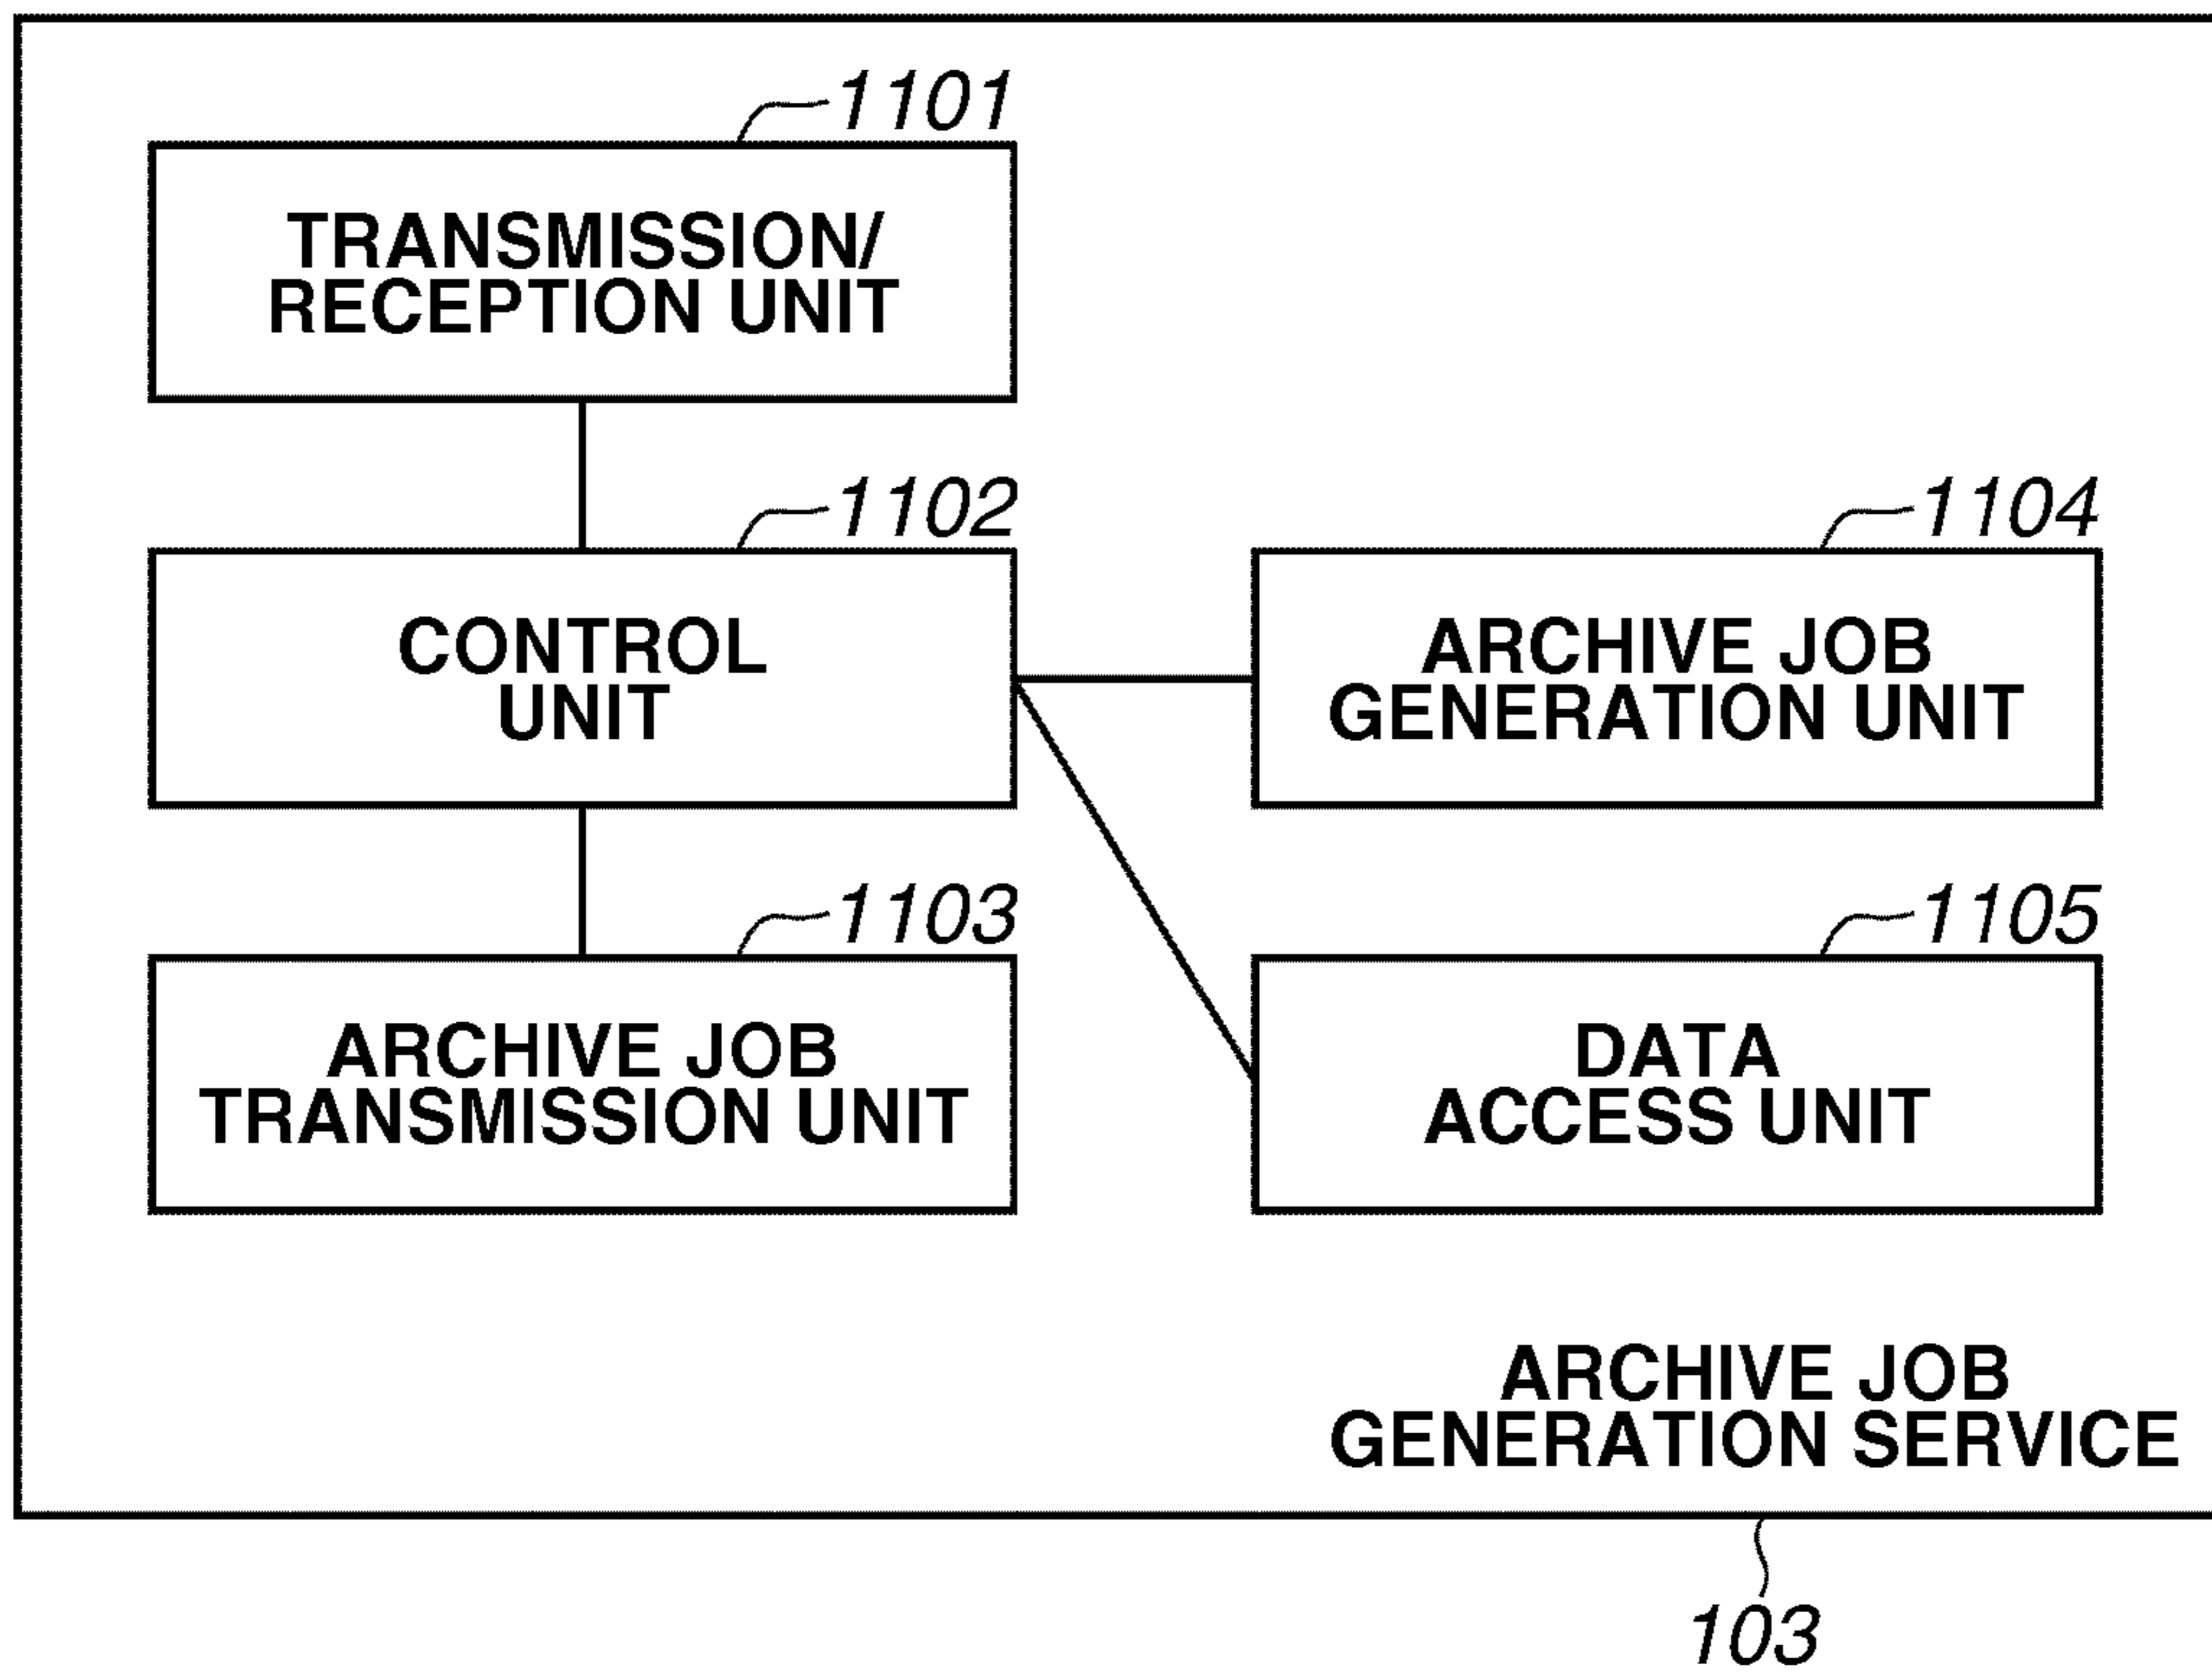 1101
TRANSMISSION/
RECEPTION UNIT
1102
CONTROL
UNIT
1104
ARCHIVE JOB
GENERATION UNIT
1103
ARCHIVE JOB
TRANSMISSION UNIT
1105
DATA
ACCESS UNIT
ARCHIVE JOB
GENERATION SERVICE
103